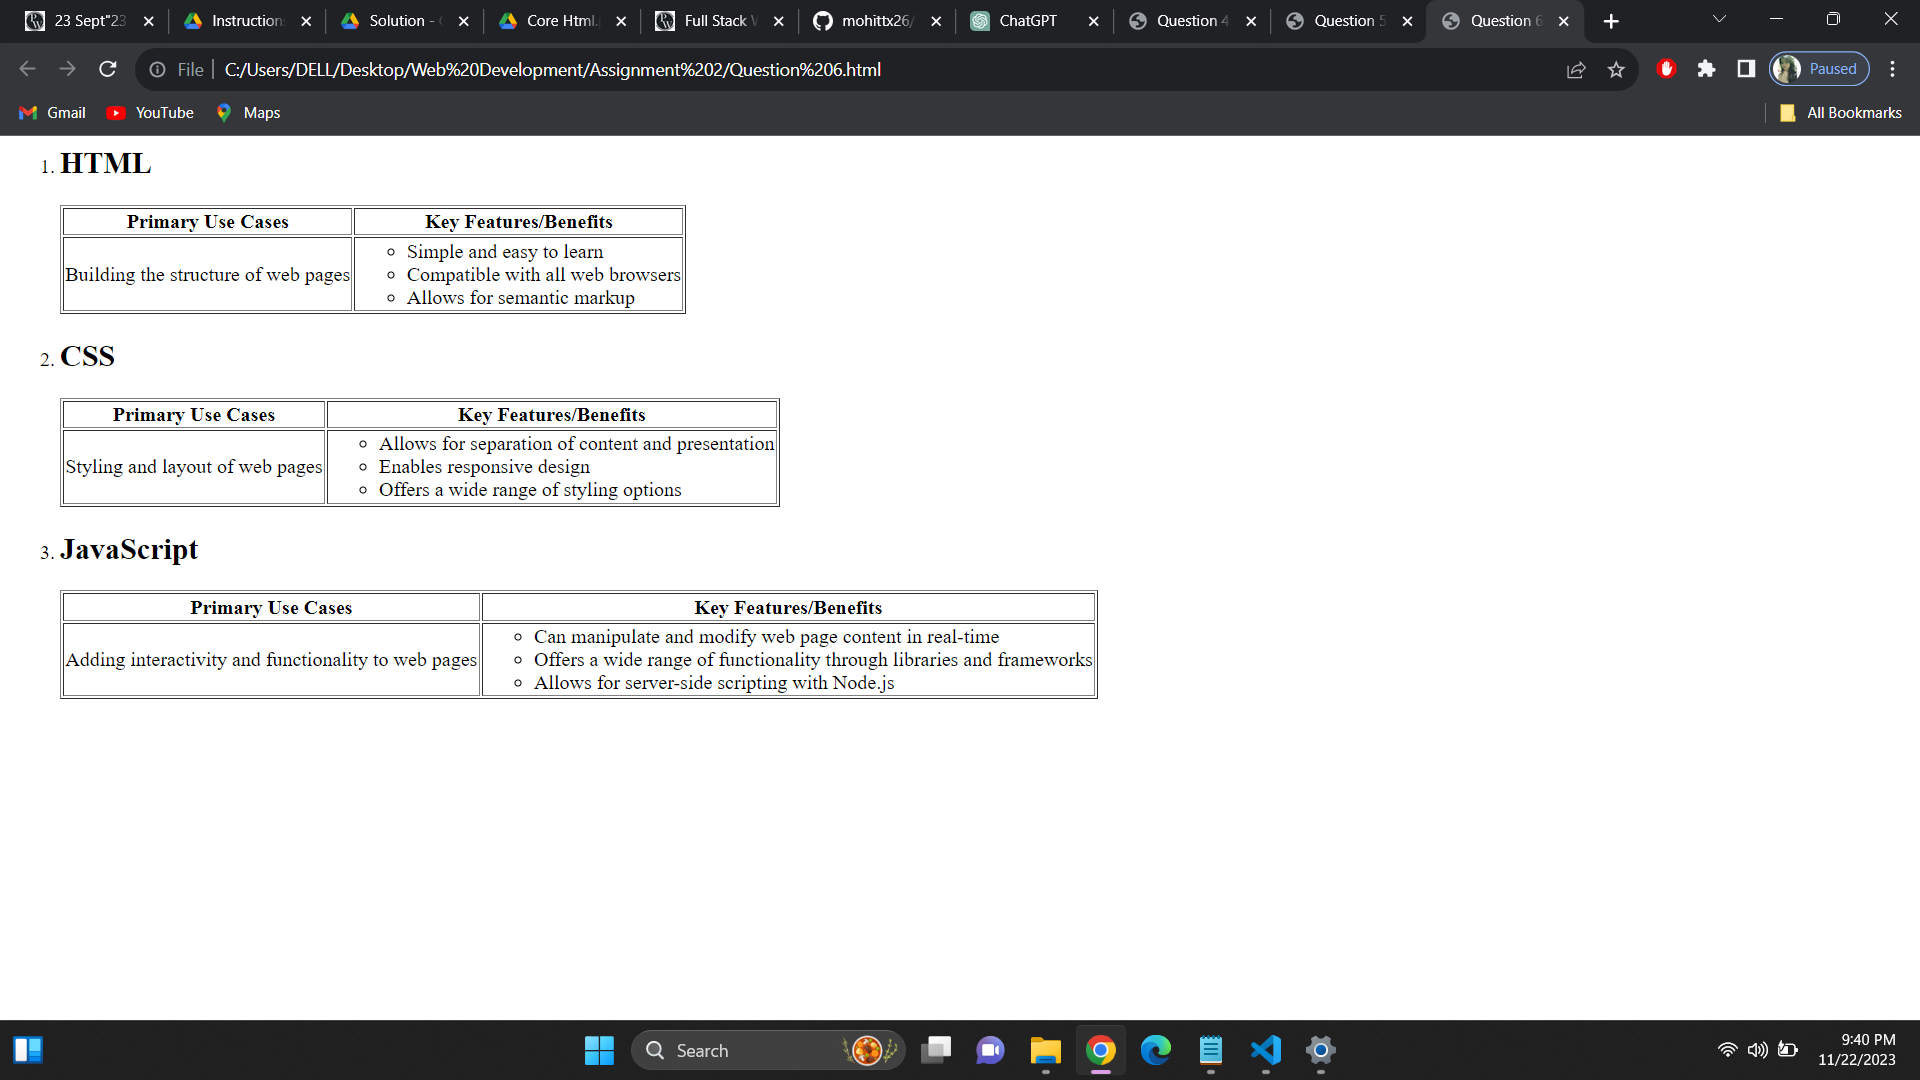 23 Sept"23
Instruction
Solution -
Core Html.
Full Stack
mohittx26/
ChatGPT
Question 4
Question 5
Question 6
File
C:/Users/DELL/Desktop/Web%20Development/Assignment%202/Question%206.html
Paused
Gmail
YouTube
Maps
All Bookmarks
1. HTML
Primary Use Cases Key Features/Benefits
Building the structure of web pages
Simple and easy to learn
Compatible with all web browsers
Allows for semantic markup
2. CSS
Primary Use Cases Key Features/Benefits
Styling and layout of web pages
Allows for separation of content and presentation
Enables responsive design
Offers a wide range of styling options
3. JavaScript
Primary Use Cases Key Features/Benefits
Adding interactivity and functionality to web pages
Can manipulate and modify web page content in real-time
Offers a wide range of functionality through libraries and frameworks
Allows for server-side scripting with Node.js
Search
9:40 PM
11/22/2023